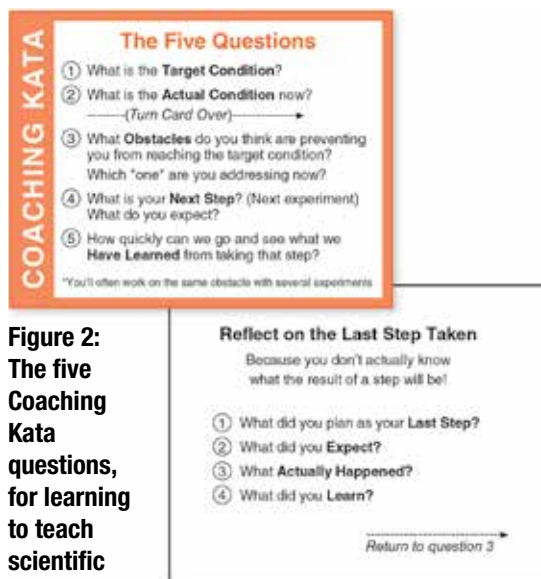 COACHING KATA
The Five Questions
1 What is the Target Condition?
2 What is the Actual Condition now?
--------(Turn Card Over)--------
3 What Obstacles do you think are preventing
you from reaching the target condition?
Which *one* are you addressing now?
4 What is your Next Step? (Next experiment)
What do you expect?
5 How quickly can we go and see what we
Have Learned from taking that step?
*You'll often work on the same obstacle with several experiments
Reflect on the Last Step Taken
Because you don't actually know
what the result of a step will be!
1 What did you plan as your Last Step?
2 What did you Expect?
3 What Actually Happened?
4 What did you Learn?
Return to question 3
Figure 2:
The five
Coaching
Kata
questions,
for learning
to teach
scientific